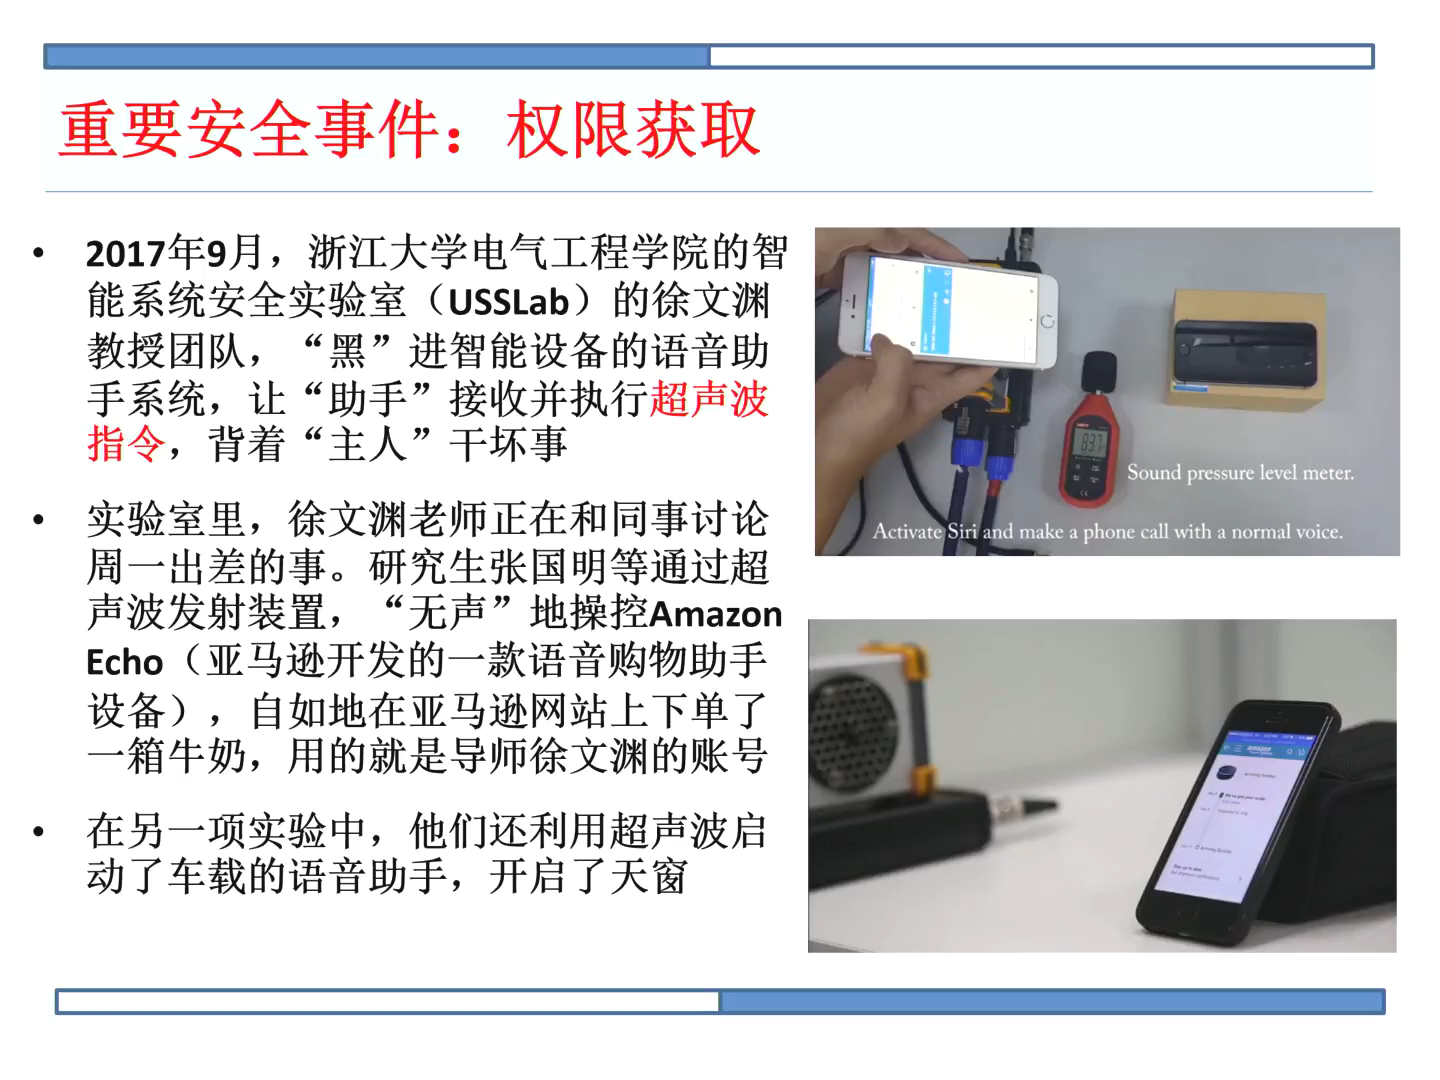 重要安全事件：权限获取
• 2017年9月，浙江大学电气工程学院的智
能系统安全实验室（USSLab）的徐文渊
教授团队，“黑”进智能设备的语音助
手系统，让“助手”接收并执行超声波
指令，背着“主人”干坏事
• 实验室里，徐文渊老师正在和同事讨论
周一出差的事。研究生张国明等通过超
声波发射装置，“无声”地操控Amazon
Echo（亚马逊开发的一款语音购物助手
设备），自如地在亚马逊网站上下单了
一箱牛奶，用的就是导师徐文渊的账号
• 在另一项实验中，他们还利用超声波启
动了车载的语音助手，开启了天窗
Sound pressure level meter.
Activate Siri and make a phone call with a normal voice.
amazon